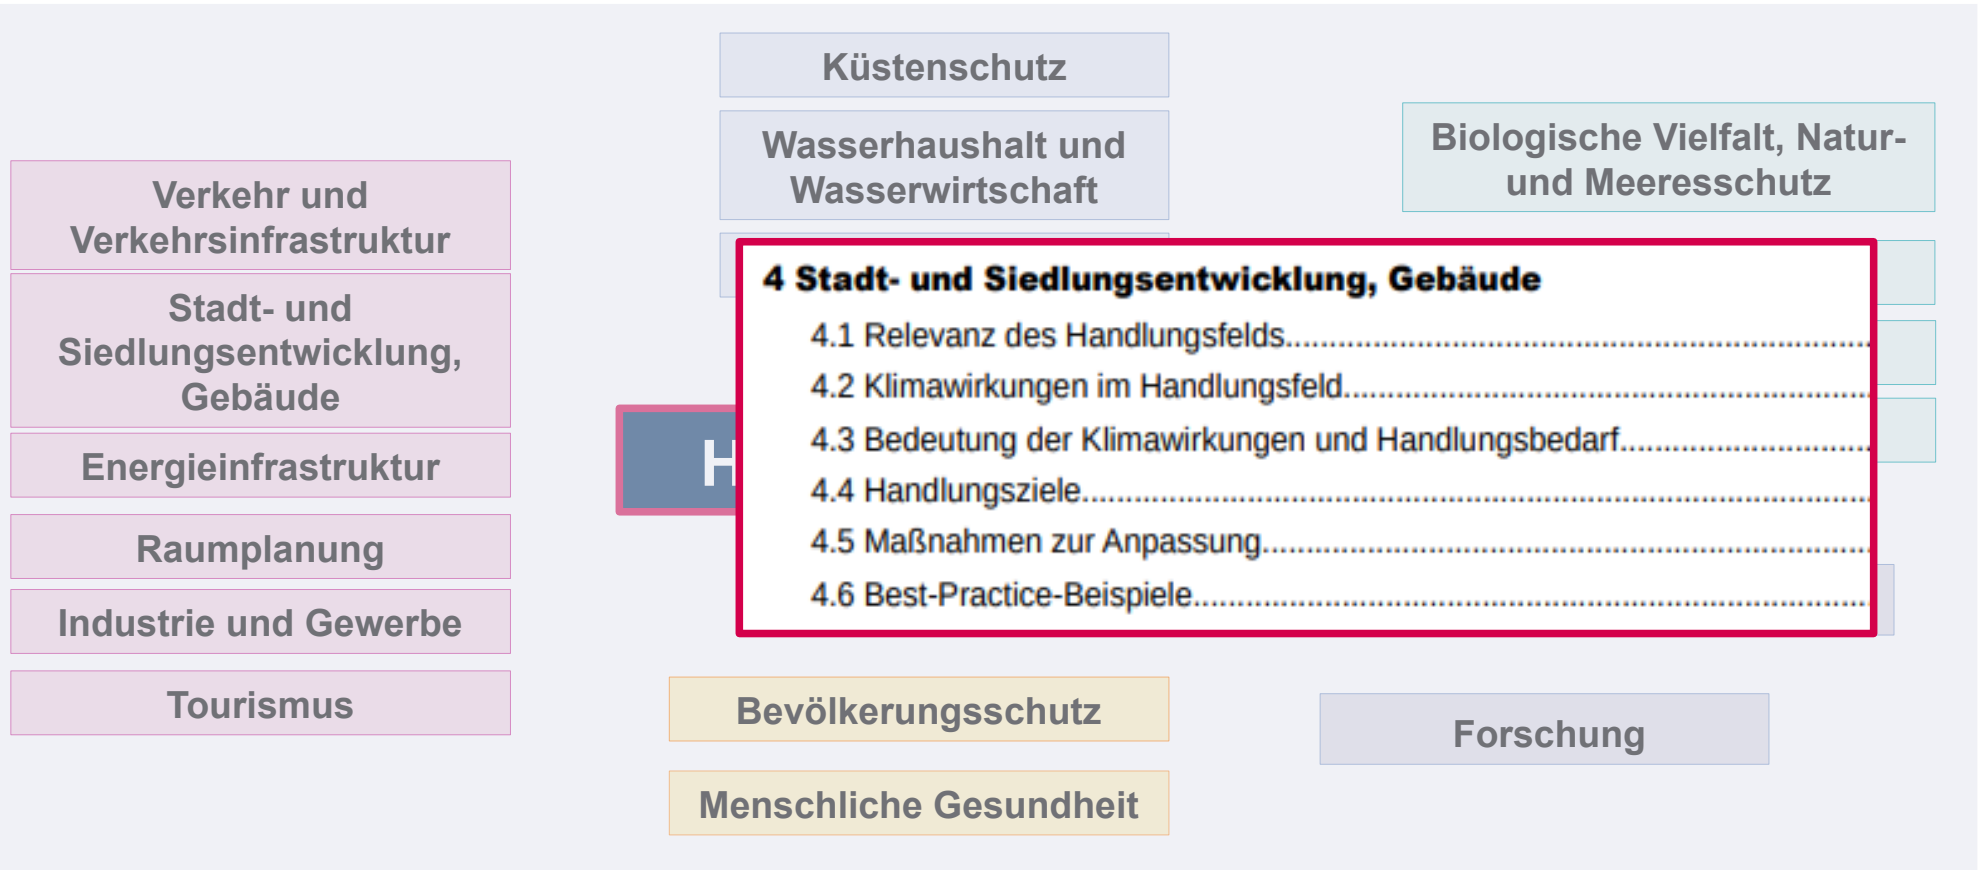 Küstenschutz
Wasserhaushalt und
Wasserwirtschaft
Biologische Vielfalt, Natur-
und Meeresschutz
Verkehr und
Verkehrsinfrastruktur
Stadt- und
Siedlungsentwicklung,
Gebäude
Energieinfrastruktur
Raumplanung
Industrie und Gewerbe
Tourismus
H
4 Stadt- und Siedlungsentwicklung, Gebäude
4.1 Relevanz des Handlungsfelds
4.2 Klimawirkungen im Handlungsfeld
4.3 Bedeutung der Klimawirkungen und Handlungsbedarf
4.4 Handlungsziele
4.5 Maßnahmen zur Anpassung
4.6 Best-Practice-Beispiele
Bevölkerungsschutz
Menschliche Gesundheit
Forschung